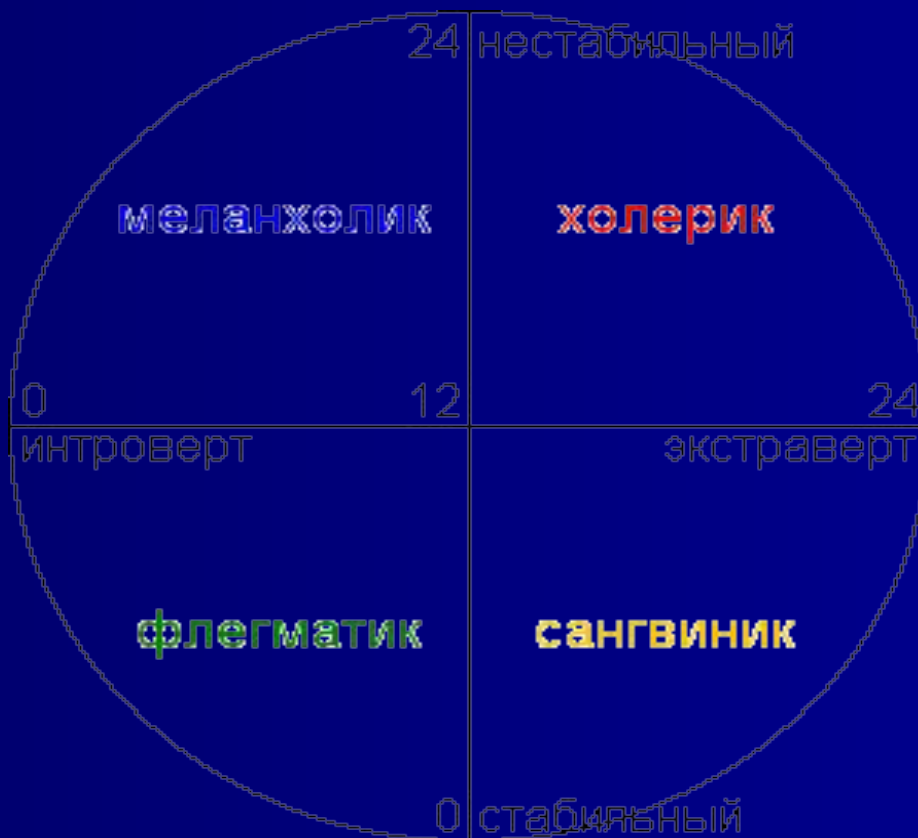 24 нестабильный
меланхолик холерик
0 12 24
интроверт экстраверт
флегматик сангвиник
0 стабильный